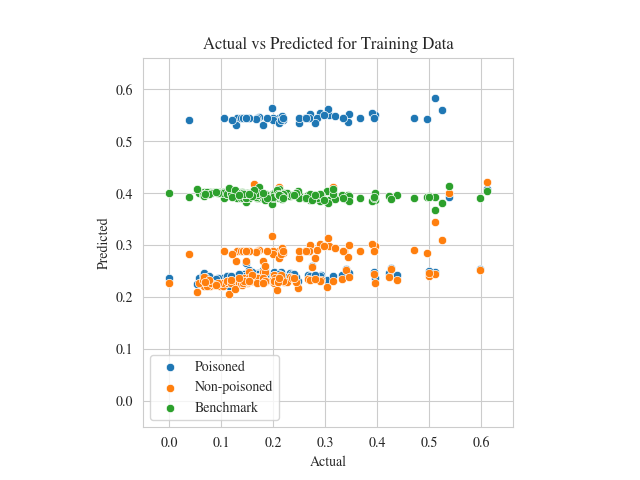 Actual vs Predicted for Training Data
Predicted
0.6
0.5
0.4
0.3
0.2
0.1
0.0
Poisoned
Non-poisoned
Benchmark
0.0 0.1 0.2 0.3 0.4 0.5 0.6
Actual